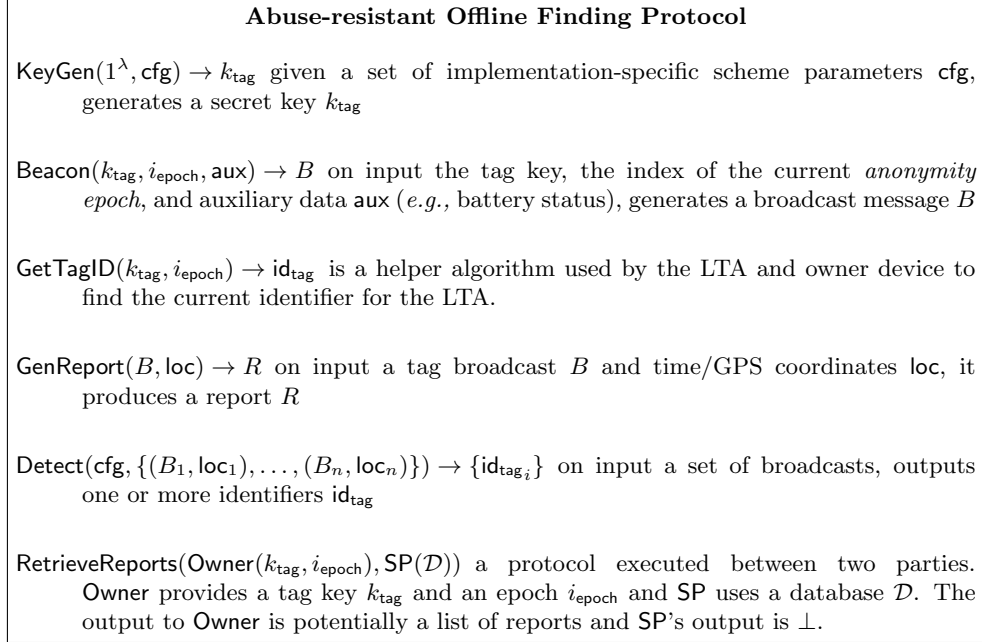 Abuse-resistant Offline Finding Protocol
KeyGen(1^λ, cfg) → k_tag given a set of implementation-specific scheme parameters cfg,
generates a secret key k_tag
Beacon(k_tag, i_epoch, aux) → B on input the tag key, the index of the current anonymity
epoch, and auxiliary data aux (e.g., battery status), generates a broadcast message B
GetTagID(k_tag, i_epoch) → id_tag is a helper algorithm used by the LTA and owner device to
find the current identifier for the LTA.
GenReport(B, loc) → R on input a tag broadcast B and time/GPS coordinates loc, it
produces a report R
Detect(cfg, {(B_1, loc_1), . . . , (B_n, loc_n)}) → {id_tag_i} on input a set of broadcasts, outputs
one or more identifiers id_tag
RetrieveReports(Owner(k_tag, i_epoch), SP(𝒟)) a protocol executed between two parties.
Owner provides a tag key k_tag and an epoch i_epoch and SP uses a database 𝒟. The
output to Owner is potentially a list of reports and SP's output is ⊥.